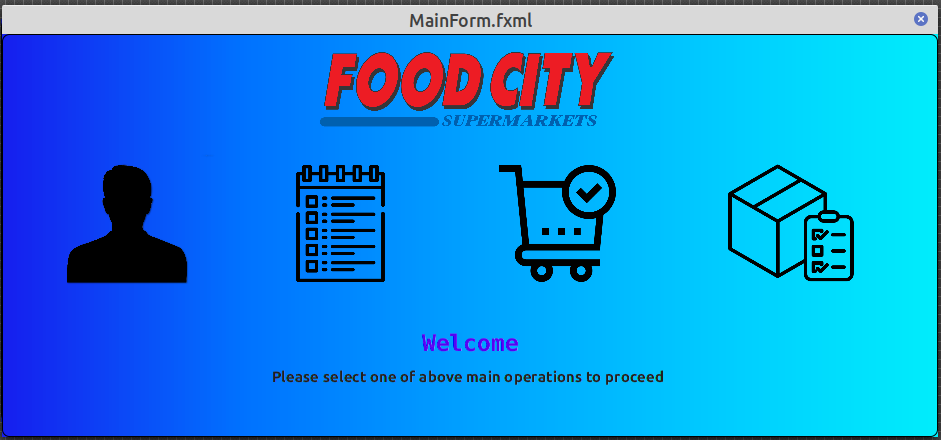 MainForm.fxml
FOOD CITY
SUPERMARKETS
Welcome
Please select one of above main operations to proceed